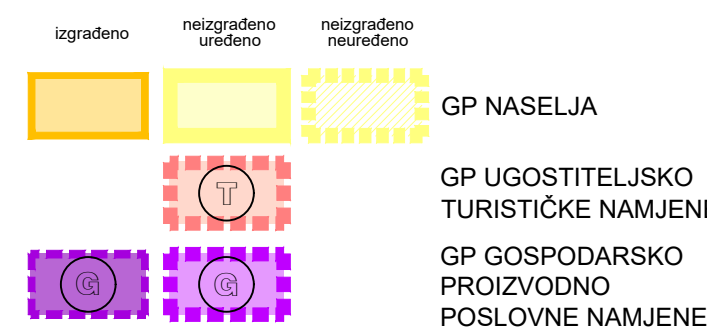 izgrađeno
neizgrađeno
uređeno
neizgrađeno
neuređeno
GP NASELJA
T
GP UGOSTITELJSKO
TURISTIČKE NAMJENE
G
G
GP GOSPODARSKO
PROIZVODNO
POSLOVNE NAMJENE